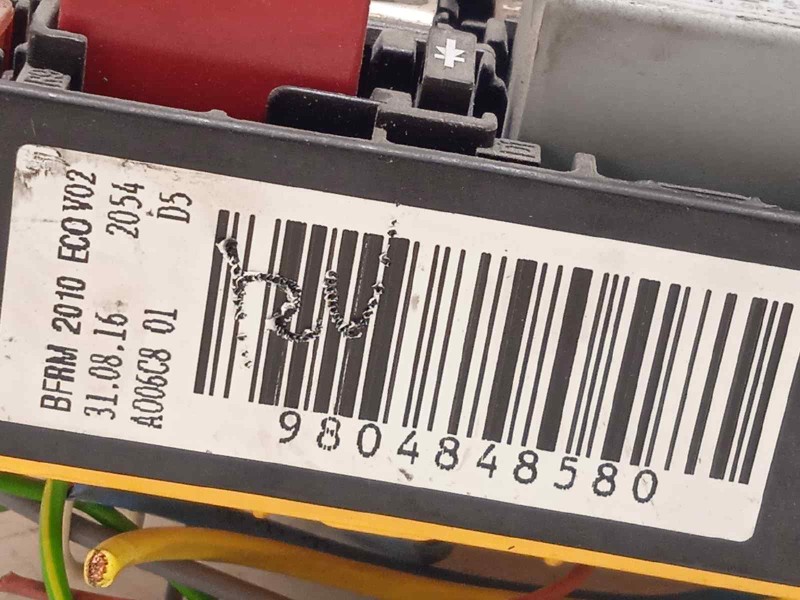 BFRM 2010 ECO V02
31.08.16 2054
A006C8 01 D5
9804848580